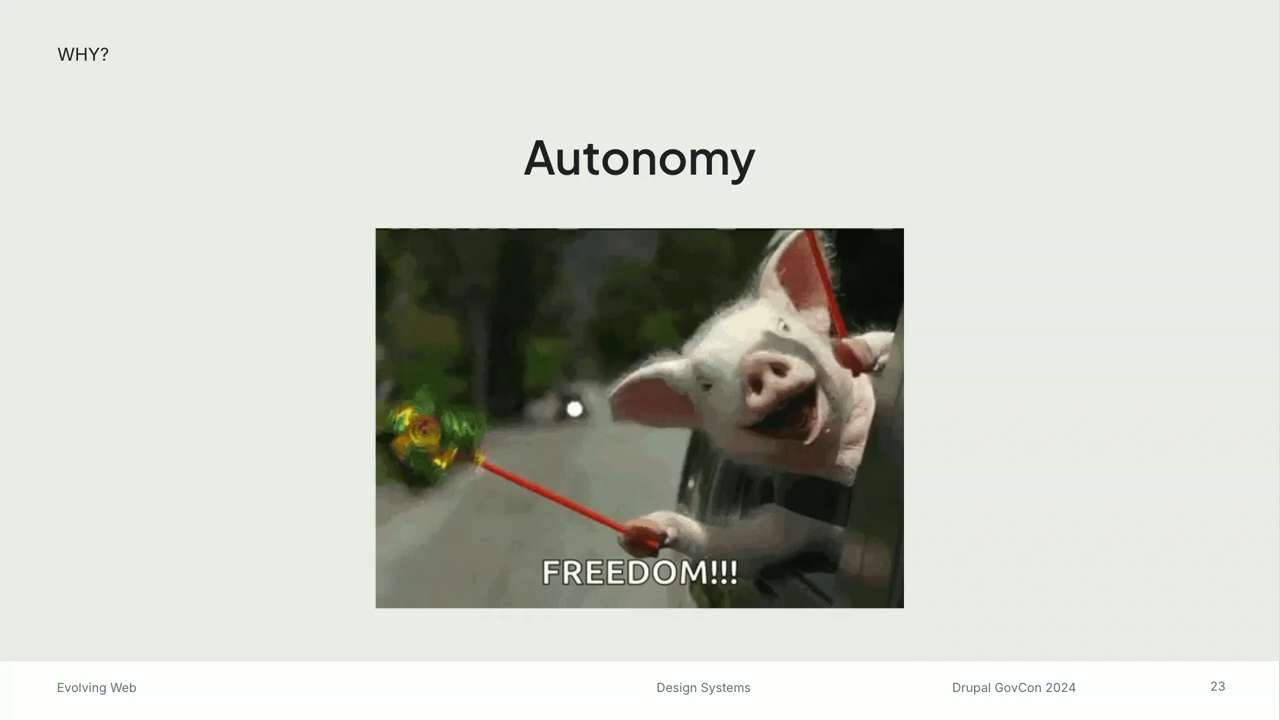 WHY?
Autonomy
FREEDOM!!!
Evolving Web
Design Systems
Drupal GovCon 2024
23